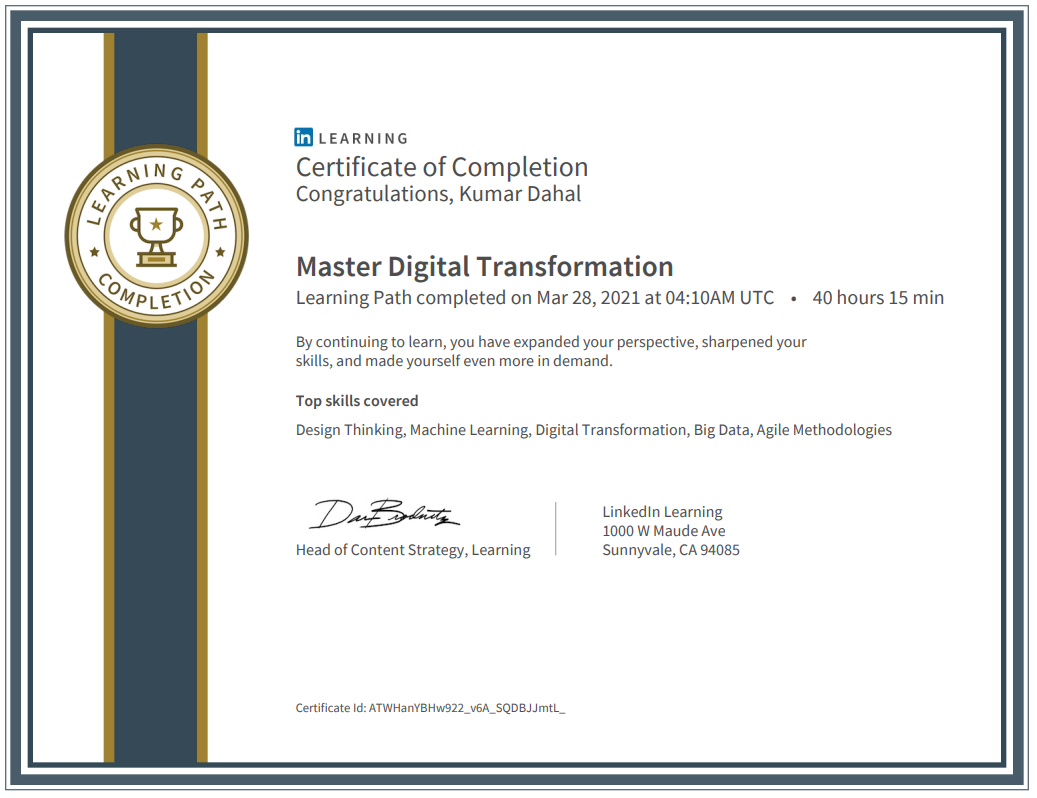 LEARNING PATH
COMPLETION
in LEARNING
Certificate of Completion
Congratulations, Kumar Dahal
Master Digital Transformation
Learning Path completed on Mar 28, 2021 at 04:10AM UTC • 40 hours 15 min
By continuing to learn, you have expanded your perspective, sharpened your
skills, and made yourself even more in demand.
Top skills covered
Design Thinking, Machine Learning, Digital Transformation, Big Data, Agile Methodologies
Head of Content Strategy, Learning
LinkedIn Learning
1000 W Maude Ave
Sunnyvale, CA 94085
Certificate Id: ATWHanYBHw922_v6A_SQDBJJmtL_